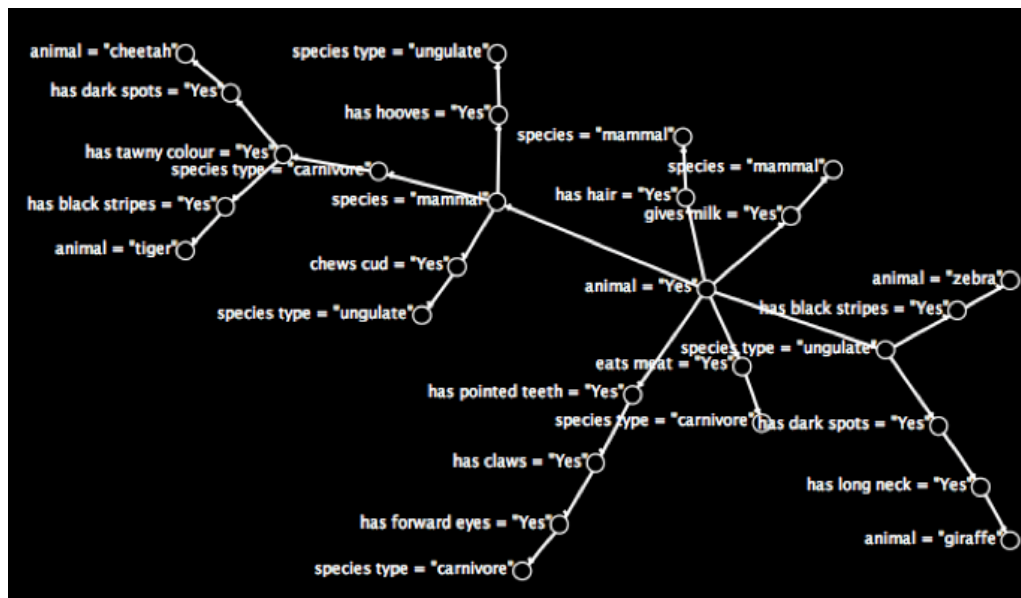 animal = "cheetah"
species type = "ungulate"
has dark spots = "Yes"
has hooves = "Yes"
species = "mammal"
has tawny colour = "Yes"
species type = "carnivore"
species = "mammal"
has hair = "Yes"
species = "mammal"
has black stripes = "Yes"
gives milk = "Yes"
animal = "tiger"
chews cud = "Yes"
animal = "zebra"
animal = "Yes"
has black stripes = "Yes"
species type = "ungulate"
species type = "ungulate"
eats meat = "Yes"
has pointed teeth = "Yes"
species type = "carnivore"
has dark spots = "Yes"
has claws = "Yes"
has long neck = "Yes"
has forward eyes = "Yes"
animal = "giraffe"
species type = "carnivore"